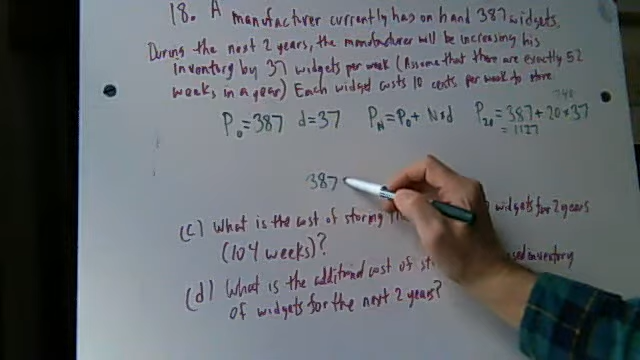 18. A manufacturer currently has on hand 387 widgets.
During the next 2 years, the manufacturer will be increasing his
inventory by 37 widgets per week (Assume that there are exactly 52
weeks in a year) Each widget costs 10 cents per week to store
740
P₀=387 d=37 Pₙ=P₀+N×d P₂₀=387+20×37
=1127
387
(c) What is the cost of storing widgets for 2 years
(104 weeks)?
(d) What is the additional cost of inventory
of widgets for the next 2 years?